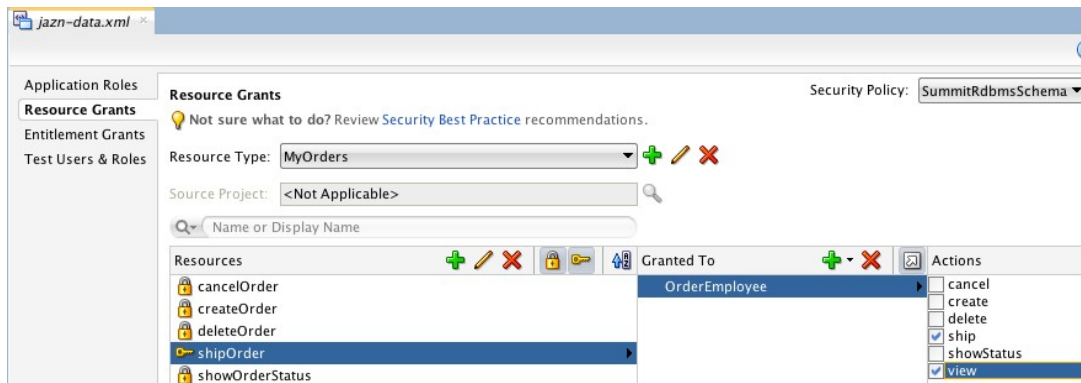 jazn-data.xml
Application Roles
Resource Grants
Entitlement Grants
Test Users & Roles
Resource Grants
Security Policy: SummitRdbmsSchema
Not sure what to do? Review Security Best Practice recommendations.
Resource Type: MyOrders
Source Project: <Not Applicable>
Name or Display Name
Resources
cancelOrder
createOrder
deleteOrder
shipOrder
showOrderStatus
Granted To
OrderEmployee
Actions
cancel
create
delete
ship
showStatus
view